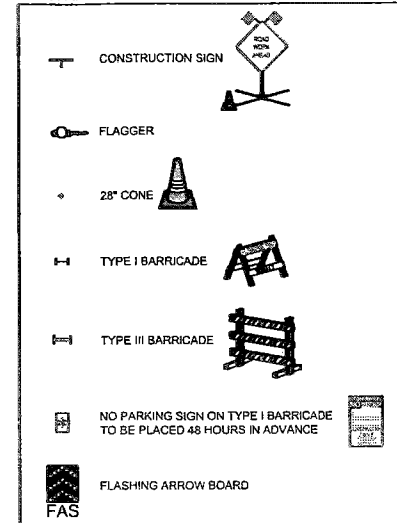 CONSTRUCTION SIGN
ROAD
WORK
AHEAD
FLAGGER
28" CONE
TYPE I BARRICADE
TYPE III BARRICADE
NO PARKING SIGN ON TYPE I BARRICADE
TO BE PLACED 48 HOURS IN ADVANCE
FLASHING ARROW BOARD
FAS